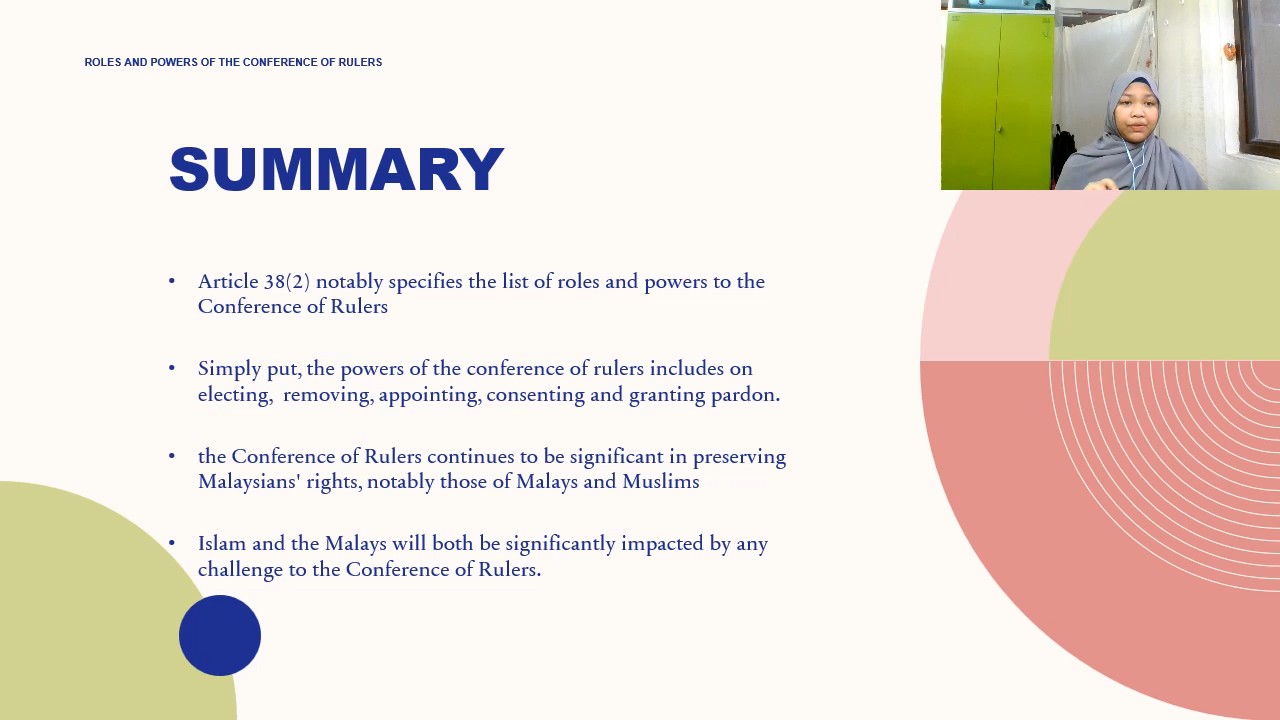 ROLES AND POWERS OF THE CONFERENCE OF RULERS
SUMMARY
• Article 38(2) notably specifies the list of roles and powers to the
Conference of Rulers
• Simply put, the powers of the conference of rulers includes on
electing,  removing, appointing, consenting and granting pardon.
• the Conference of Rulers continues to be significant in preserving
Malaysians' rights, notably those of Malays and Muslims
• Islam and the Malays will both be significantly impacted by any
challenge to the Conference of Rulers.